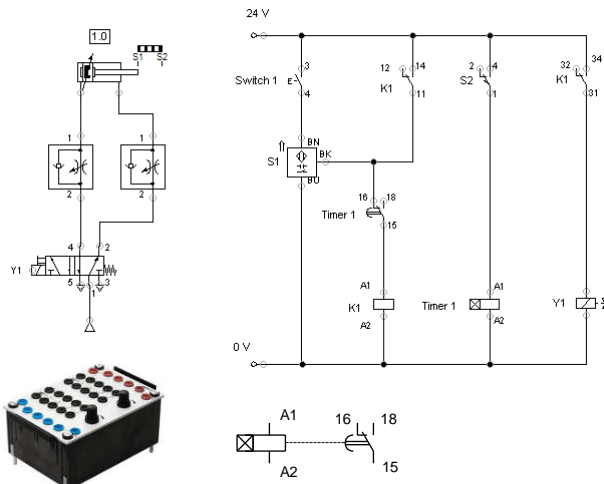 24 V
1.0
S1 S2
3
Switch 1
E
4
12 14
K1
11
2 4
S2
1
34
32
K1
31
BN
S1
BK
BU
1 1
2 2
16 18
Timer 1
15
4 2
Y1
5 3
1
A1
K1
A2
A1
Timer 1
A2
Y1
0 V
A1
16 18
A2
15